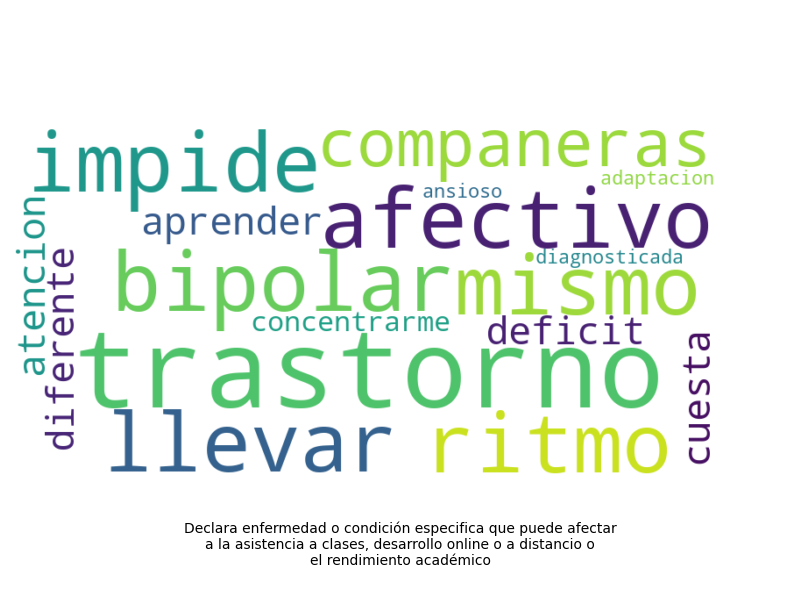 impide
companeras
adaptacion
ansioso
aprender
afectivo
atencion
diferente
bipolar
diagnosticada
mismo
concentrarme
deficit
trastorno
cuesta
llevar
ritmo
Declara enfermedad o condición especifica que puede afectar
a la asistencia a clases, desarrollo online o a distancio o
el rendimiento académico